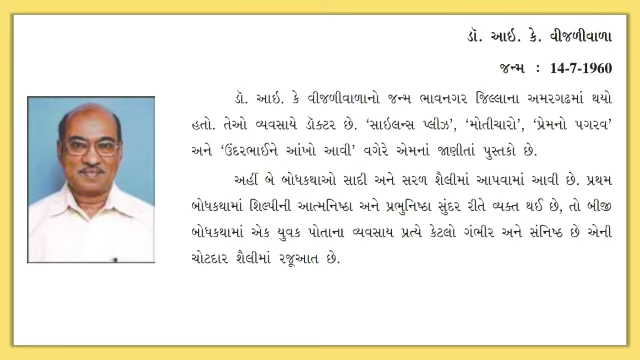 ડૉ. આઇ. કે. વીજળીવાળા
જન્મ : 14-7-1960
ડૉ. આઇ. કે વીજળીવાળાનો જન્મ ભાવનગર જિલ્લાના અમરગઢમાં થયો
હતો. તેઓ વ્યવસાયે ડૉક્ટર છે. ‘સાઇલન્સ પ્લીઝ’, ‘મોતીચારો’, ‘પ્રેમનો પગરવ’
અને ‘ઉંદરભાઈને આંખો આવી’ વગેરે એમનાં જાણીતાં પુસ્તકો છે.
અહીં બે બોધકથાઓ સાદી અને સરળ શૈલીમાં આપવામાં આવી છે. પ્રથમ
બોધકથામાં શિલ્પીની આત્મનિષ્ઠા અને પ્રભુનિષ્ઠા સુંદર રીતે વ્યક્ત થઈ છે, તો બીજી
બોધકથામાં એક યુવક પોતાના વ્યવસાય પ્રત્યે કેટલો ગંભીર અને સંનિષ્ઠ છે એની
ચોટદાર શૈલીમાં રજૂઆત છે.